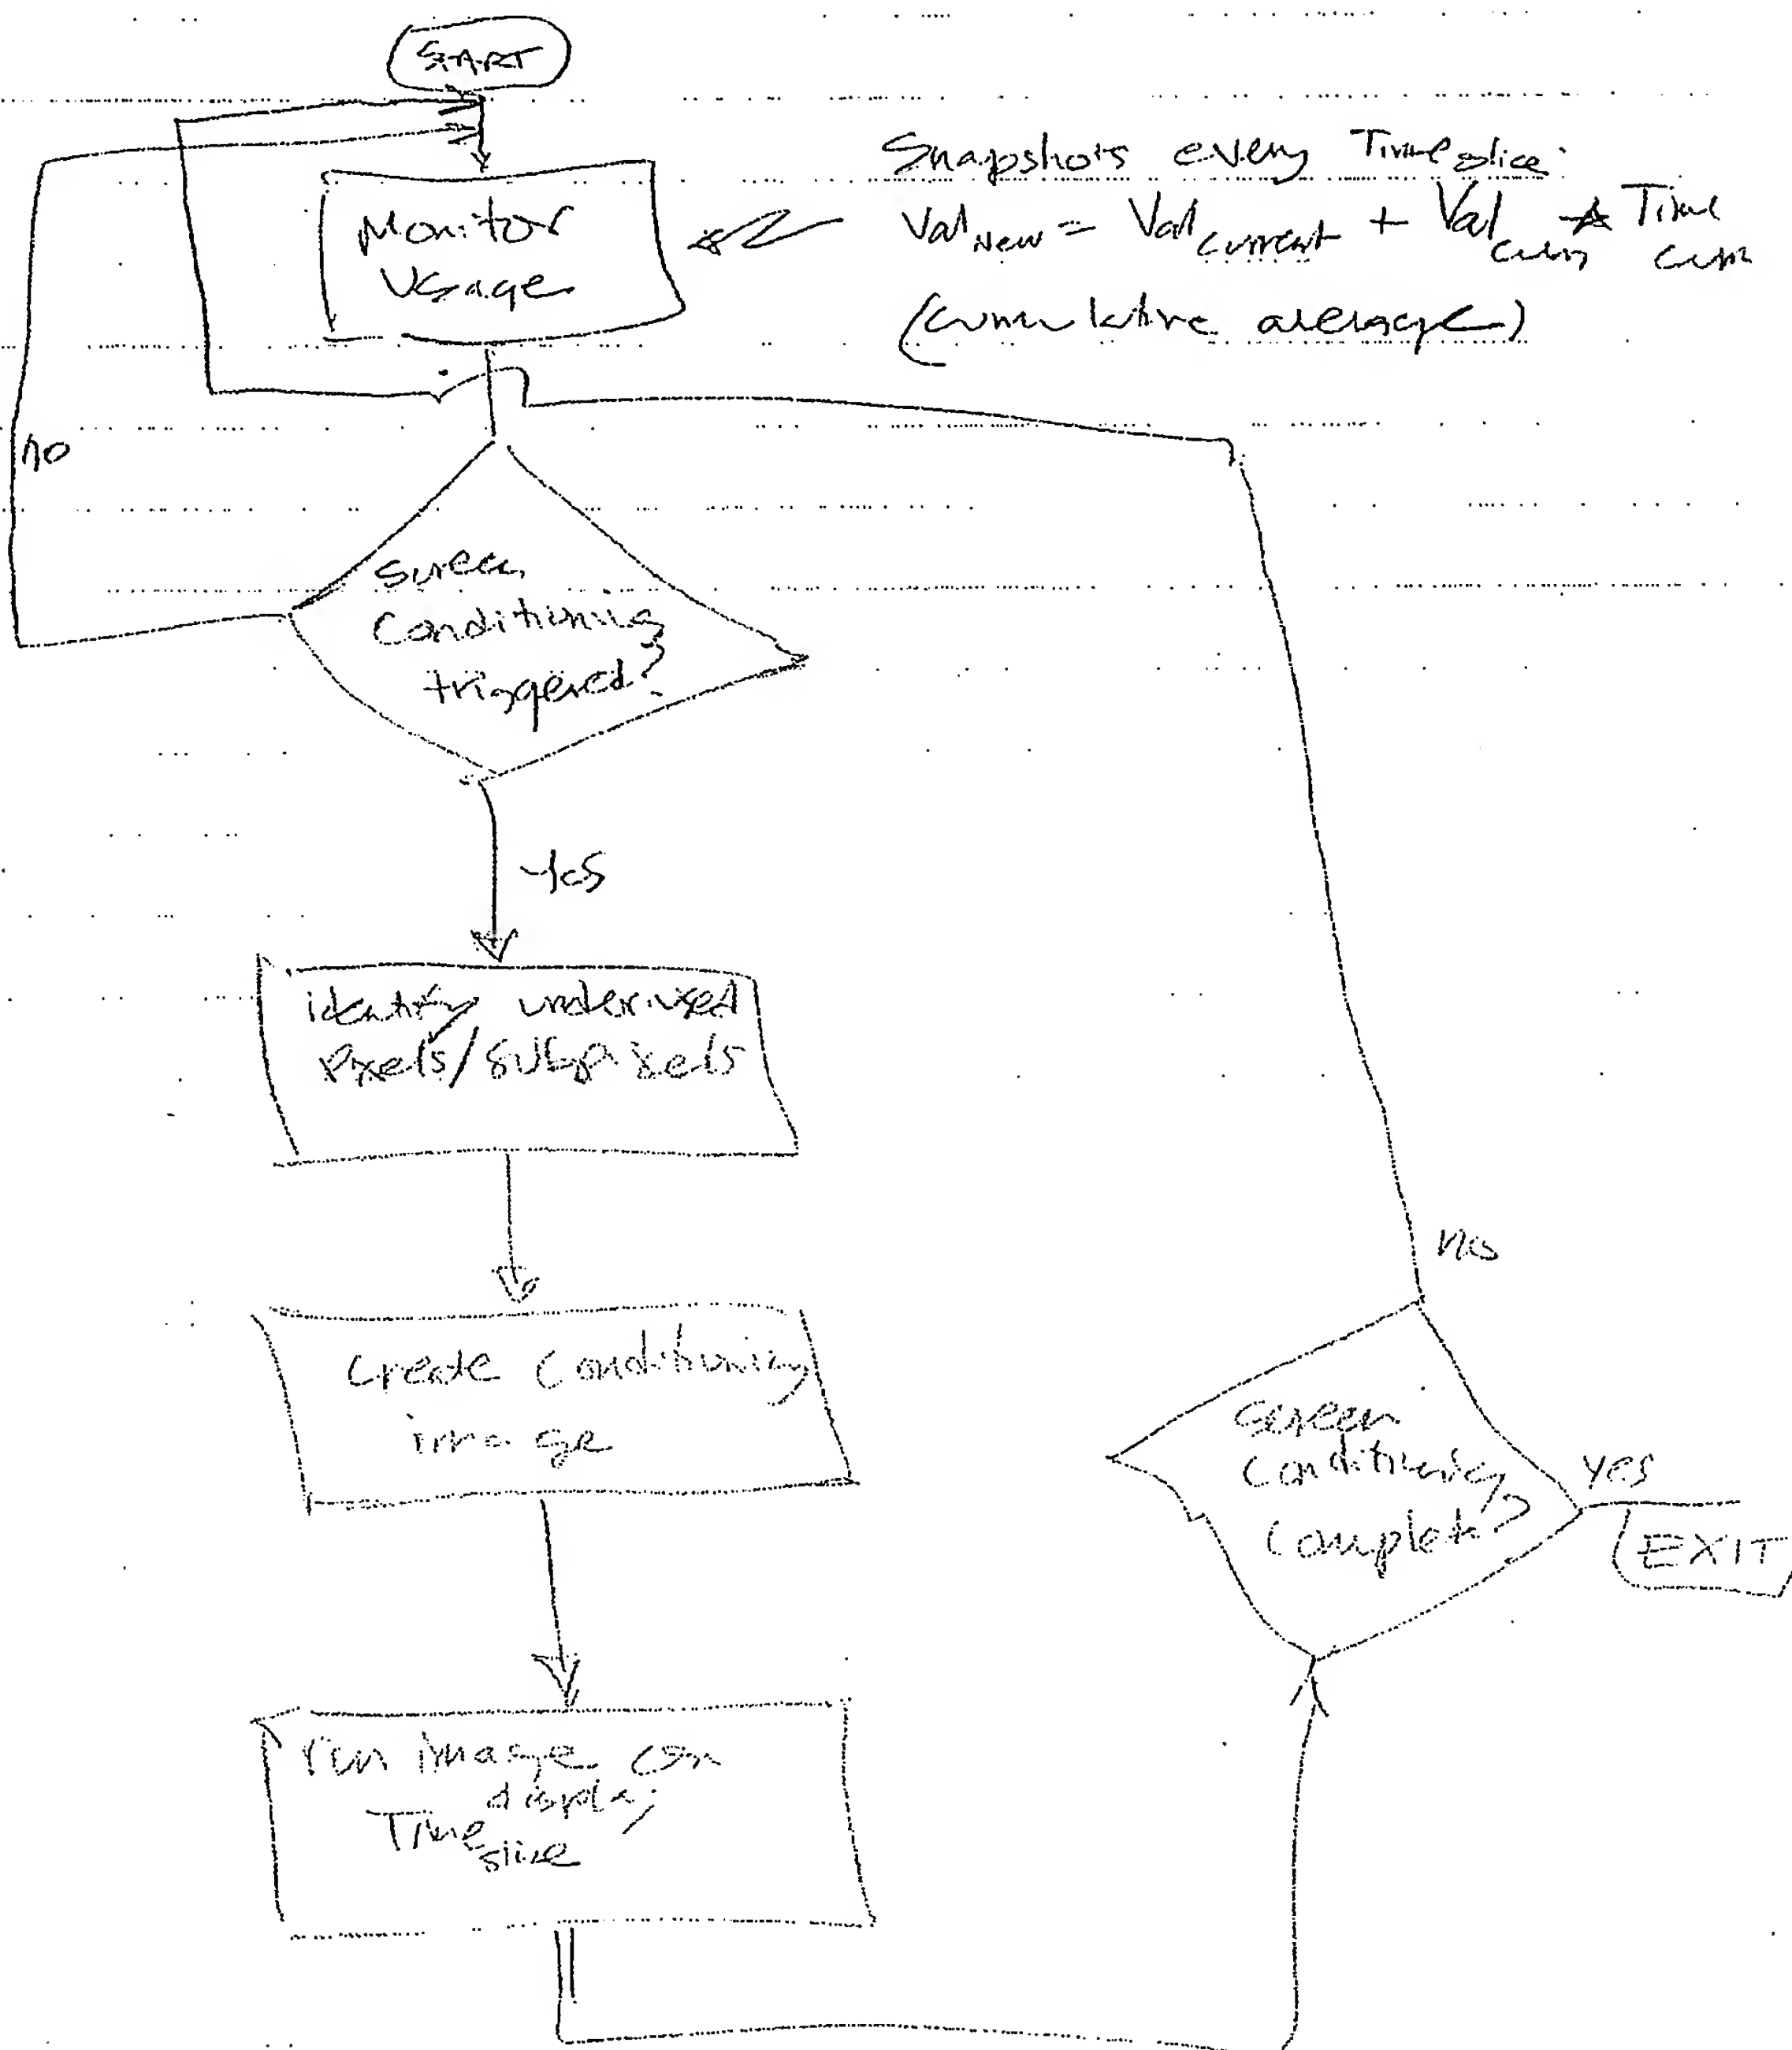 START
Snapshots every Time slice
Monitor
Usage
Val New = Val current + Val cum * Time cum
(cumulative average)
no
Screen
Conditioning
triggered?
yes
identify underused
pixels/subpixels
no
create conditioning
image
screen
conditioning
complete?
yes
EXIT
run image on
display
Time slice